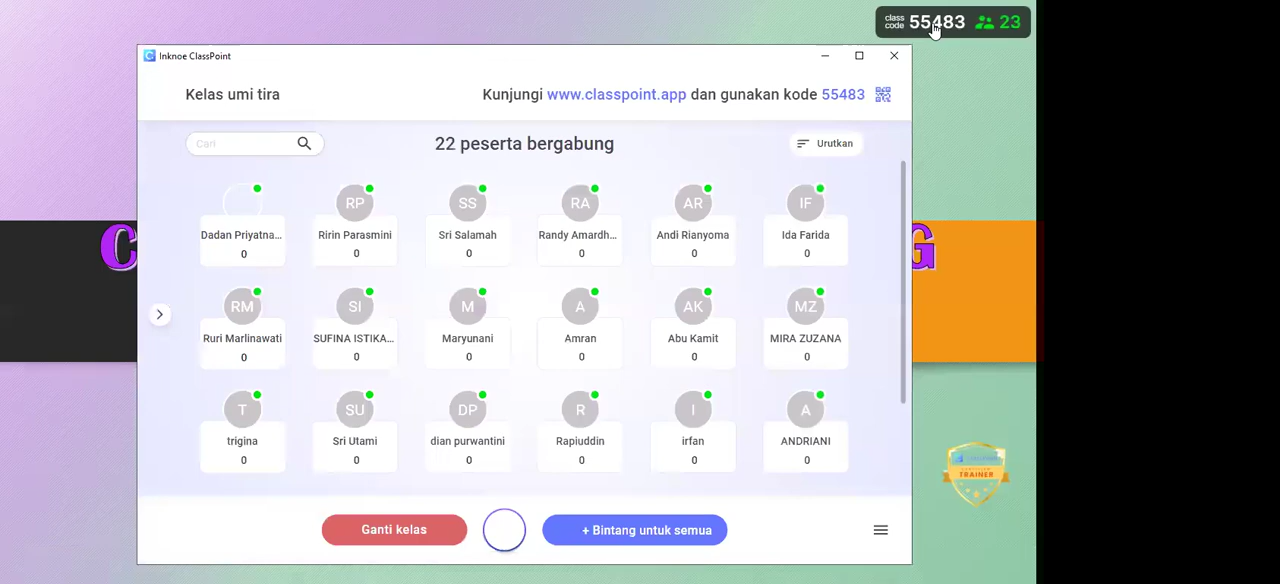 class code 55483 23
Inknoe ClassPoint
Kelas umi tira
Kunjungi www.classpoint.app dan gunakan kode 55483
Cari
22 peserta bergabung
Urutkan
RP SS RA AR IF
Dadan Priyatna... Ririn Parasmini Sri Salamah Randy Amardh... Andi Rianyoma Ida Farida
0 0 0 0 0 0
RM SI M A AK MZ
Ruri Marlinawati SUFINA ISTIKA... Maryunani Amran Abu Kamit MIRA ZUZANA
0 0 0 0 0 0
T SU DP R I A
trigina Sri Utami dian purwantini Rapiuddin irfan ANDRIANI
0 0 0 0 0 0
TRAINER
Ganti kelas
+ Bintang untuk semua